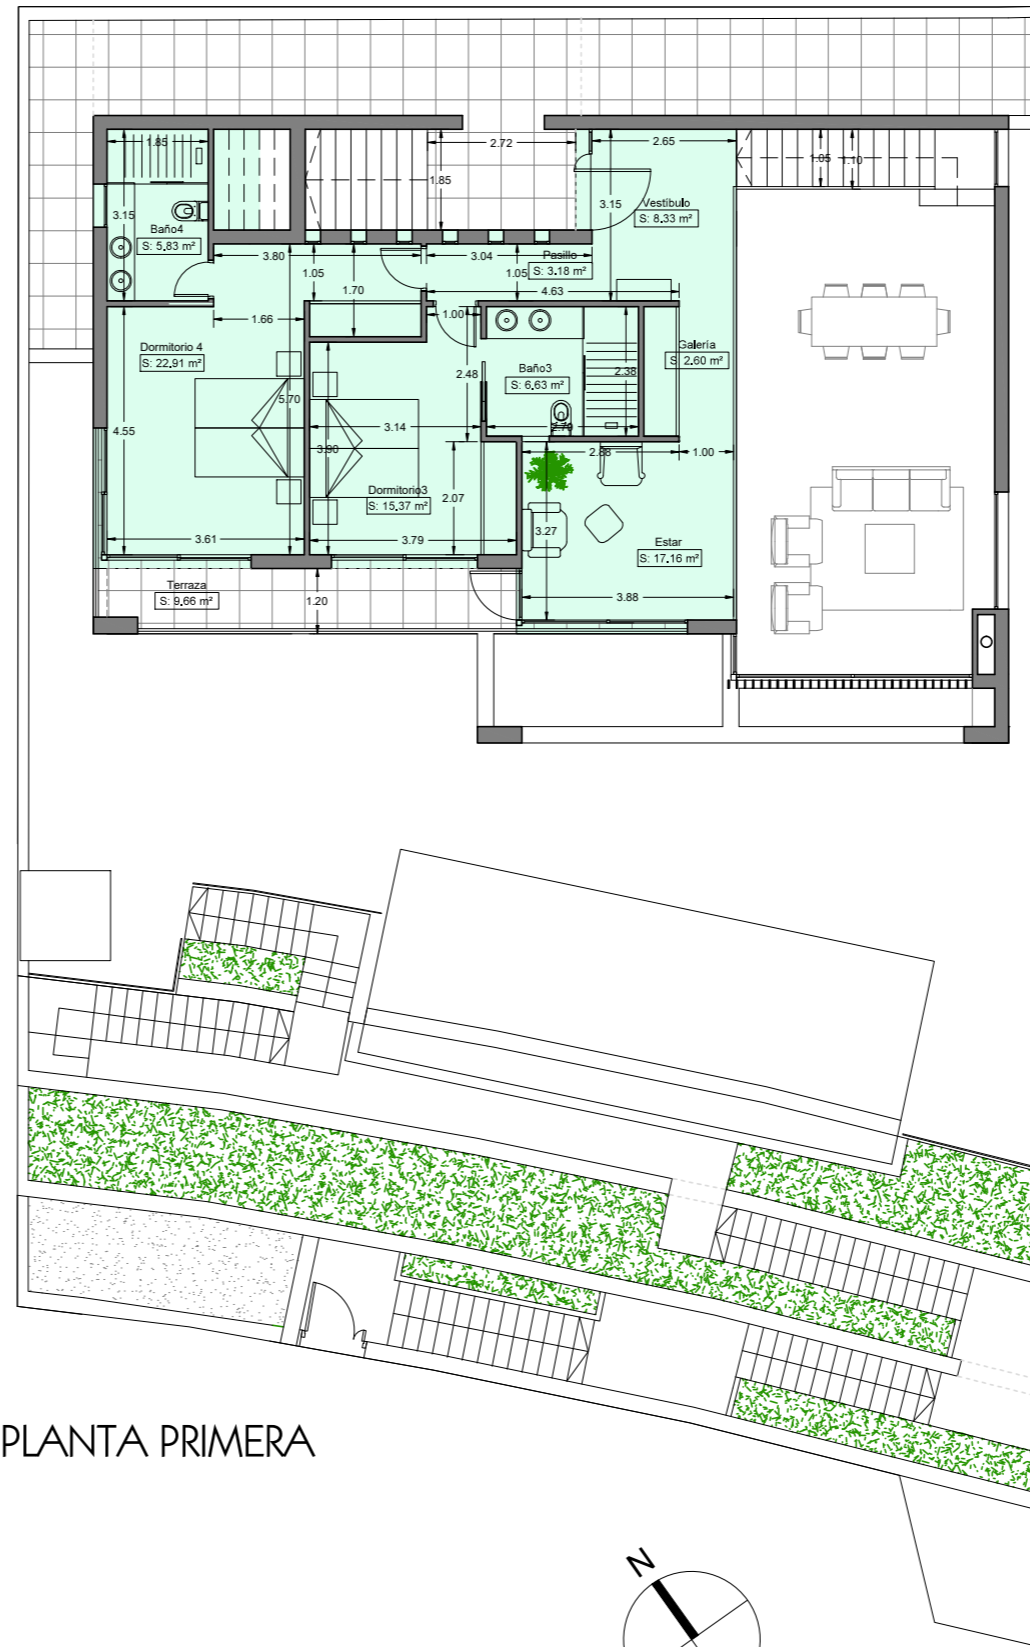 1.85
2.72
2.65
1.05
1.10
1.85
3.15
Vestíbulo
S: 8.33 m²
3.15
Baño4
S: 5.83 m²
3.80
3.04
Pasillo
S: 3.18 m²
1.05
1.05
1.70
4.63
1.66
1.00
Dormitorio 4
S: 22.91 m²
Galería
S: 2.60 m²
Baño3
S: 6.63 m²
2.48
2.38
5.70
4.55
3.14
2.70
3.90
2.88
1.00
Dormitorio3
S: 15.37 m²
2.07
3.27
3.61
3.79
Estar
S: 17.16 m²
Terraza
S: 9.66 m²
1.20
3.88
PLANTA PRIMERA
N